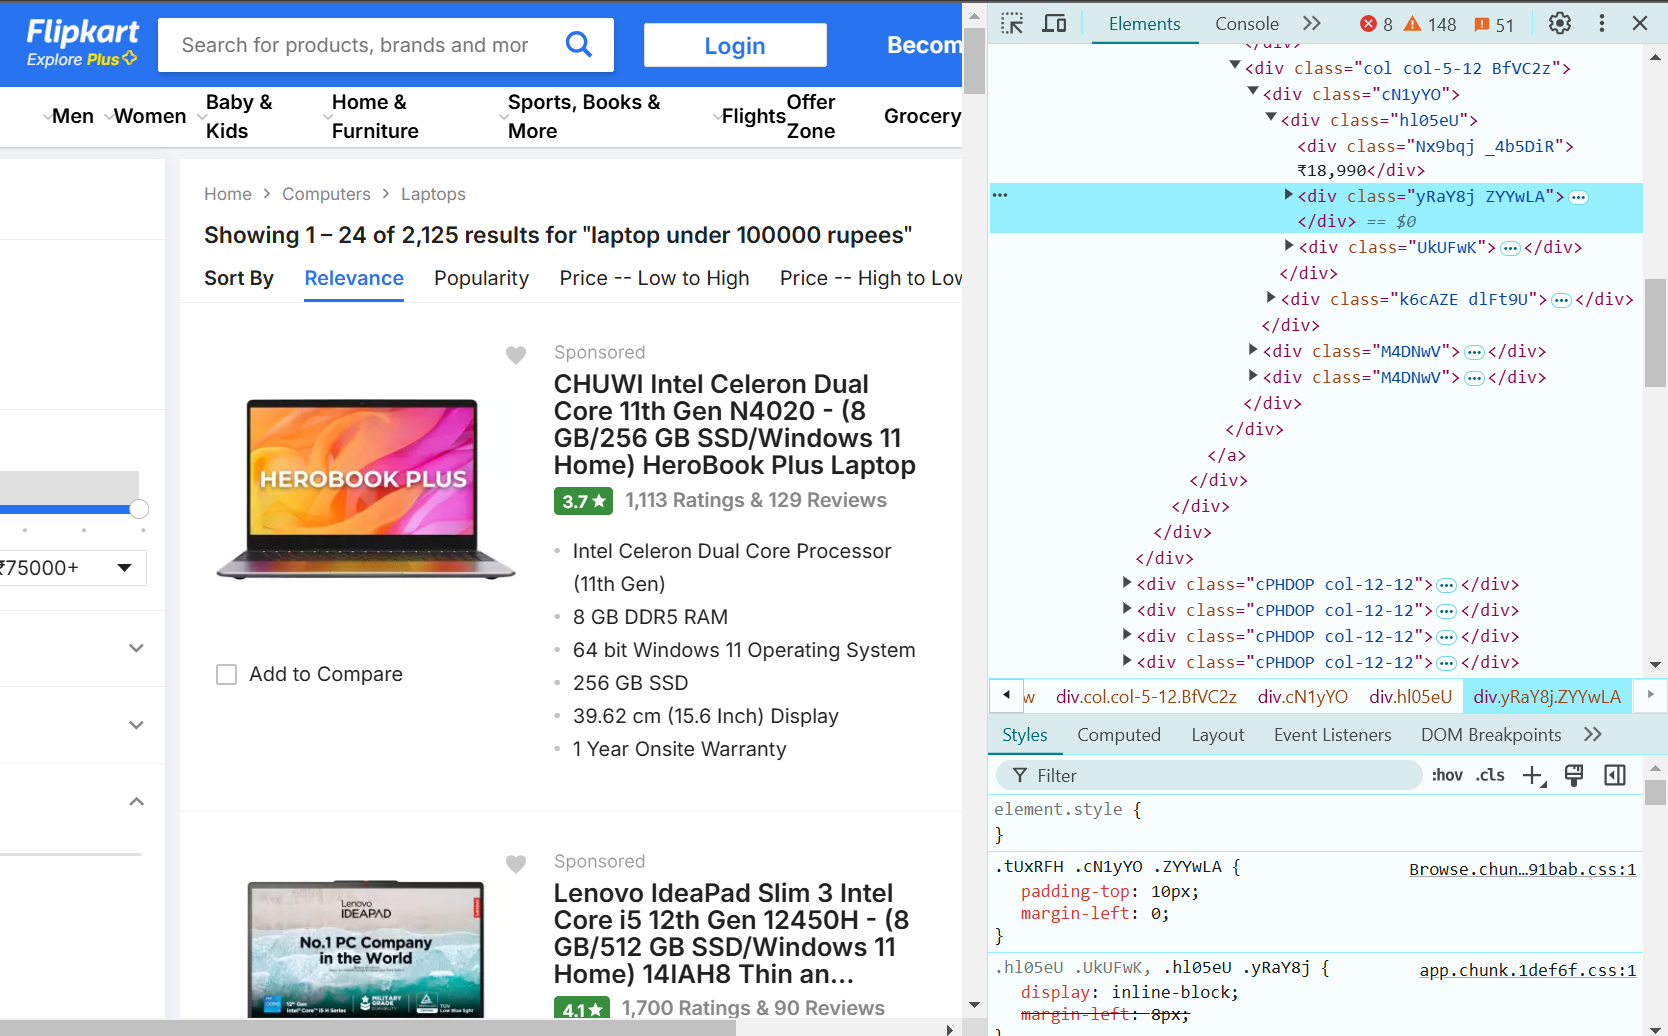 Flipkart
Explore Plus
Search for products, brands and mor
Login
Becom
Men
Women
Baby & Kids
Home & Furniture
Sports, Books & More
Flights
Offer Zone
Grocery
Home > Computers > Laptops
Showing 1 – 24 of 2,125 results for "laptop under 100000 rupees"
Sort By Relevance Popularity Price -- Low to High Price -- High to Low
₹75000+
Sponsored
CHUWI Intel Celeron Dual
Core 11th Gen N4020 - (8
GB/256 GB SSD/Windows 11
Home) HeroBook Plus Laptop
3.7★ 1,113 Ratings & 129 Reviews
HEROBOOK PLUS
• Intel Celeron Dual Core Processor
(11th Gen)
• 8 GB DDR5 RAM
• 64 bit Windows 11 Operating System
• 256 GB SSD
• 39.62 cm (15.6 Inch) Display
• 1 Year Onsite Warranty
Add to Compare
Sponsored
Lenovo IdeaPad Slim 3 Intel
Core i5 12th Gen 12450H - (8
GB/512 GB SSD/Windows 11
Home) 14IAH8 Thin an...
4.1★ 1,700 Ratings & 90 Reviews
Lenovo
IDEAPAD
No.1 PC Company
in the World
MILITARY
GRADE
Elements Console 8 148 51
</div>
<div class="col col-5-12 BfVC2z">
<div class="cN1yYO">
<div class="hl05eU">
<div class="Nx9bqj _4b5DiR">
₹18,990</div>
<div class="yRaY8j ZYYwLA">
</div> == $0
<div class="UkUFwK"></div>
</div>
<div class="k6cAZE dlFt9U"></div>
</div>
<div class="M4DNwV"></div>
<div class="M4DNwV"></div>
</div>
</div>
</a>
</div>
</div>
</div>
</div>
<div class="cPHDOP col-12-12"></div>
<div class="cPHDOP col-12-12"></div>
<div class="cPHDOP col-12-12"></div>
<div class="cPHDOP col-12-12"></div>
w div.col.col-5-12.BfVC2z div.cN1yYO div.hl05eU div.yRaY8j.ZYYwLA
Styles Computed Layout Event Listeners DOM Breakpoints
Filter :hov .cls
element.style {
}
.tUxRFH .cN1yYO .ZYYwLA { Browse.chun…91bab.css:1
padding-top: 10px;
margin-left: 0;
}
.hl05eU .UkUFwK, .hl05eU .yRaY8j { app.chunk.1def6f.css:1
display: inline-block;
margin-left: 8px;